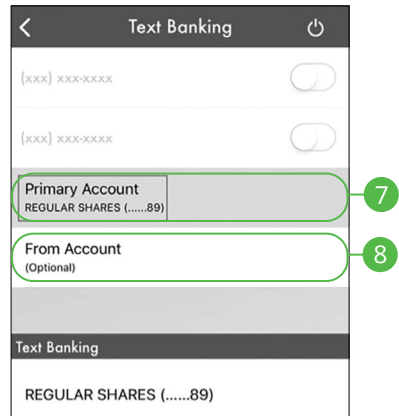 Text Banking
(xxx) xxx-xxxx
(xxx) xxx-xxxx
Primary Account
REGULAR SHARES (......89)
7
From Account
(Optional)
8
Text Banking
REGULAR SHARES (......89)